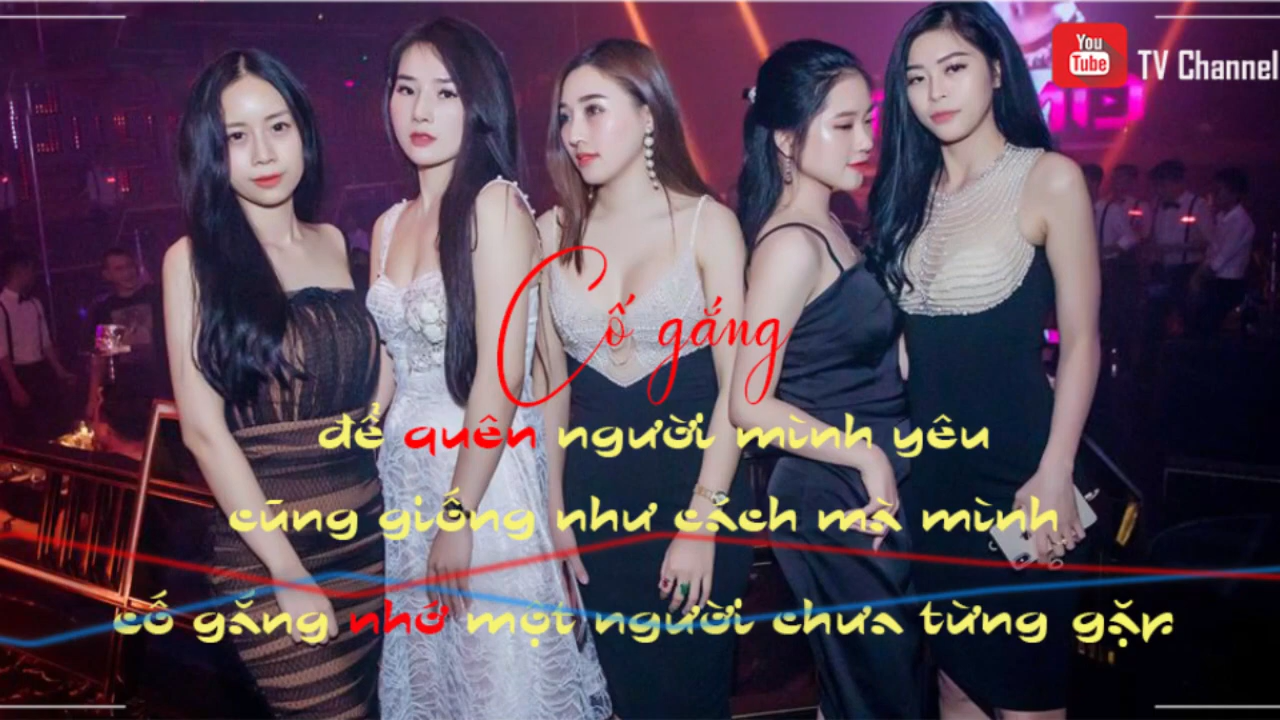 You
Tube
TV Channel
Cố gắng
để quên người mình yêu
cũng giống như cách mà mình
cố gắng nhớ một người chưa từng gặp